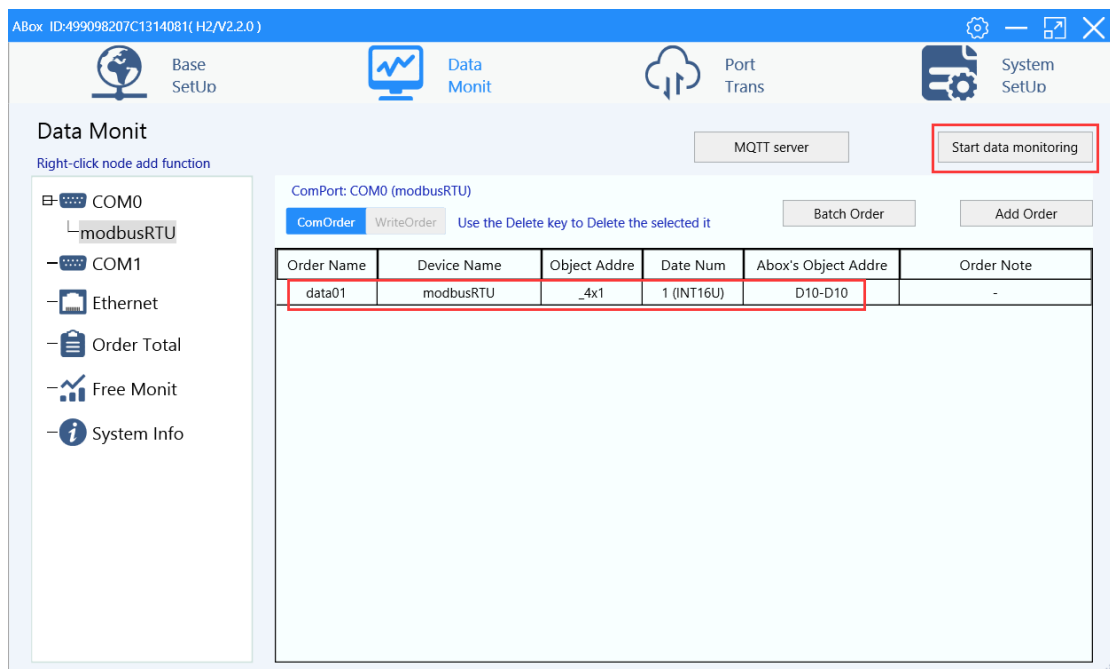 ABox ID:499098207C1314081( H2/V2.2.0 )
Base
SetUp
Data
Monit
Port
Trans
System
SetUp
Data Monit
Right-click node add function
MQTT server
Start data monitoring
COM0
modbusRTU
COM1
Ethernet
Order Total
Free Monit
System Info
ComPort: COM0 (modbusRTU)
ComOrder WriteOrder Use the Delete key to Delete the selected it
Batch Order
Add Order
Order Name Device Name Object Addre Date Num Abox's Object Addre Order Note
data01 modbusRTU _4x1 1 (INT16U) D10-D10 -